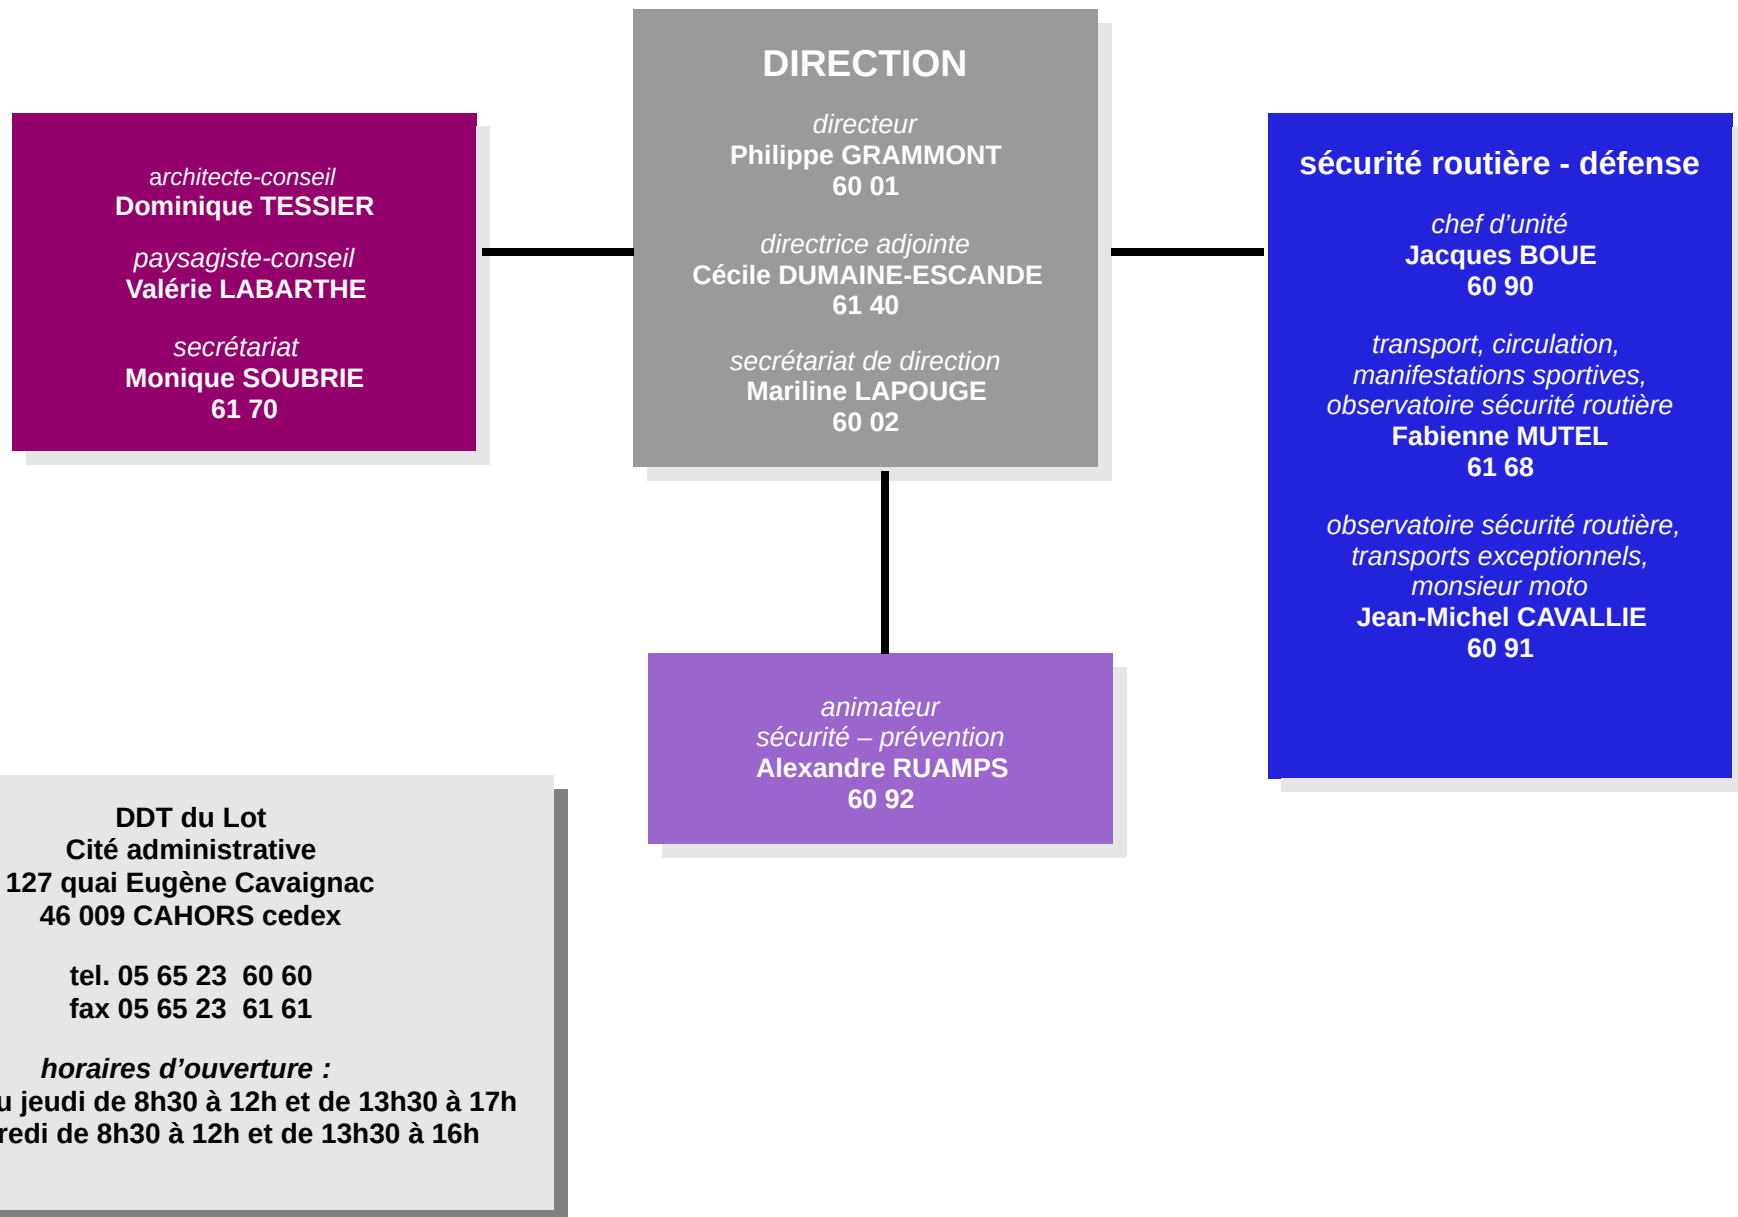 DIRECTION
directeur
Philippe GRAMMONT
60 01
directrice adjointe
Cécile DUMAINE-ESCANDE
61 40
secrétariat de direction
Mariline LAPOUGE
60 02
architecte-conseil
Dominique TESSIER
paysagiste-conseil
Valérie LABARTHE
secrétariat
Monique SOUBRIE
61 70
sécurité routière - défense
chef d’unité
Jacques BOUE
60 90
transport, circulation,
manifestations sportives,
observatoire sécurité routière
Fabienne MUTEL
61 68
observatoire sécurité routière,
transports exceptionnels,
monsieur moto
Jean-Michel CAVALLIE
60 91
animateur
sécurité – prévention
Alexandre RUAMPS
60 92
DDT du Lot
Cité administrative
127 quai Eugène Cavaignac
46 009 CAHORS cedex
tel. 05 65 23 60 60
fax 05 65 23 61 61
horaires d’ouverture :
jeudi de 8h30 à 12h et de 13h30 à 17h
de 8h30 à 12h et de 13h30 à 16h